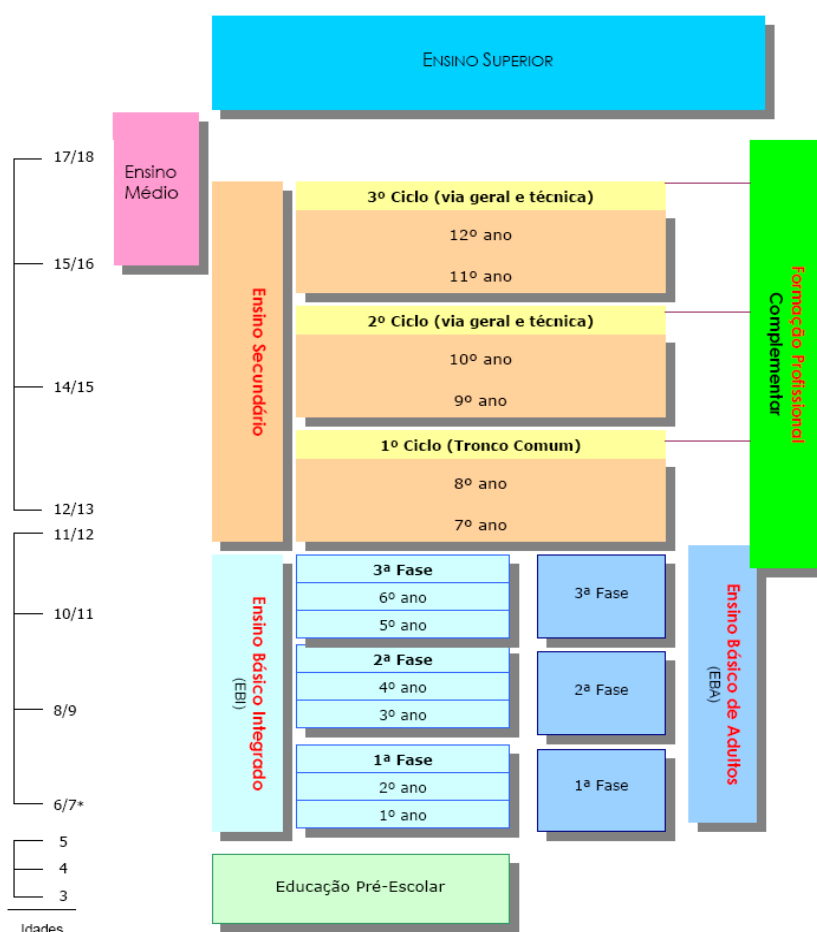 ENSINO SUPERIOR
Ensino
Médio
17/18
15/16
14/15
12/13
11/12
10/11
8/9
6/7*
5
4
3
Idades
Ensino Secundário
3º Ciclo (via geral e técnica)
12º ano
11º ano
2º Ciclo (via geral e técnica)
10º ano
9º ano
1º Ciclo (Tronco Comum)
8º ano
7º ano
Formação Profissional
Complementar
Ensino Básico Integrado
(EBI)
3ª Fase
6º ano
5º ano
2ª Fase
4º ano
3º ano
1ª Fase
2º ano
1º ano
3ª Fase
2ª Fase
1ª Fase
Ensino Básico de Adultos
(EBA)
Educação Pré-Escolar